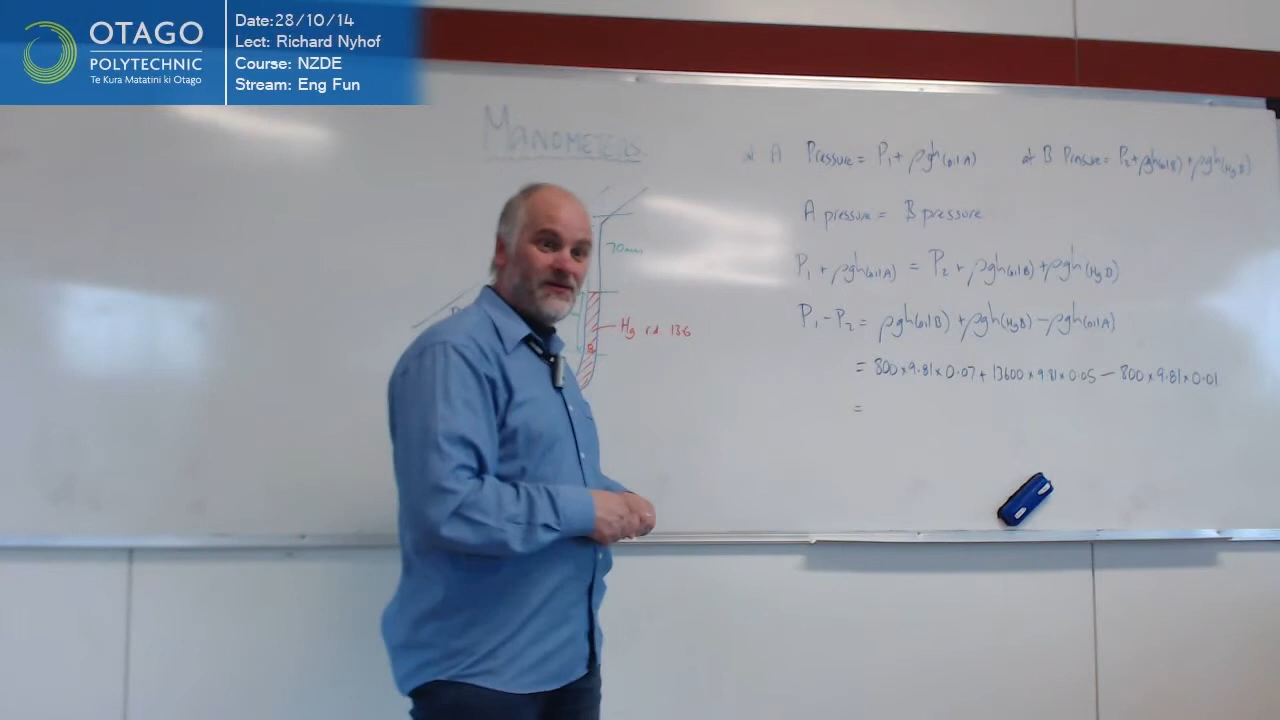 OTAGO
POLYTECHNIC
Te Kura Matatini ki Otago
Date:28/10/14
Lect: Richard Nyhof
Course: NZDE
Stream: Eng Fun
MANOMETERS
at A Pressure = P₁ + ρgh(oil A)
at B Pressure = P₂ + ρgh(oil B) + ρgh(Hg B)
A pressure = B pressure
P₁ + ρgh(oil A) = P₂ + ρgh(oil B) + ρgh(Hg B)
P₁ - P₂ = ρgh(oil B) + ρgh(Hg B) - ρgh(oil A)
= 800 × 9.81 × 0.07 + 13600 × 9.81 × 0.05 - 800 × 9.81 × 0.01
=
70mm
Hg r.d. 13.6
B